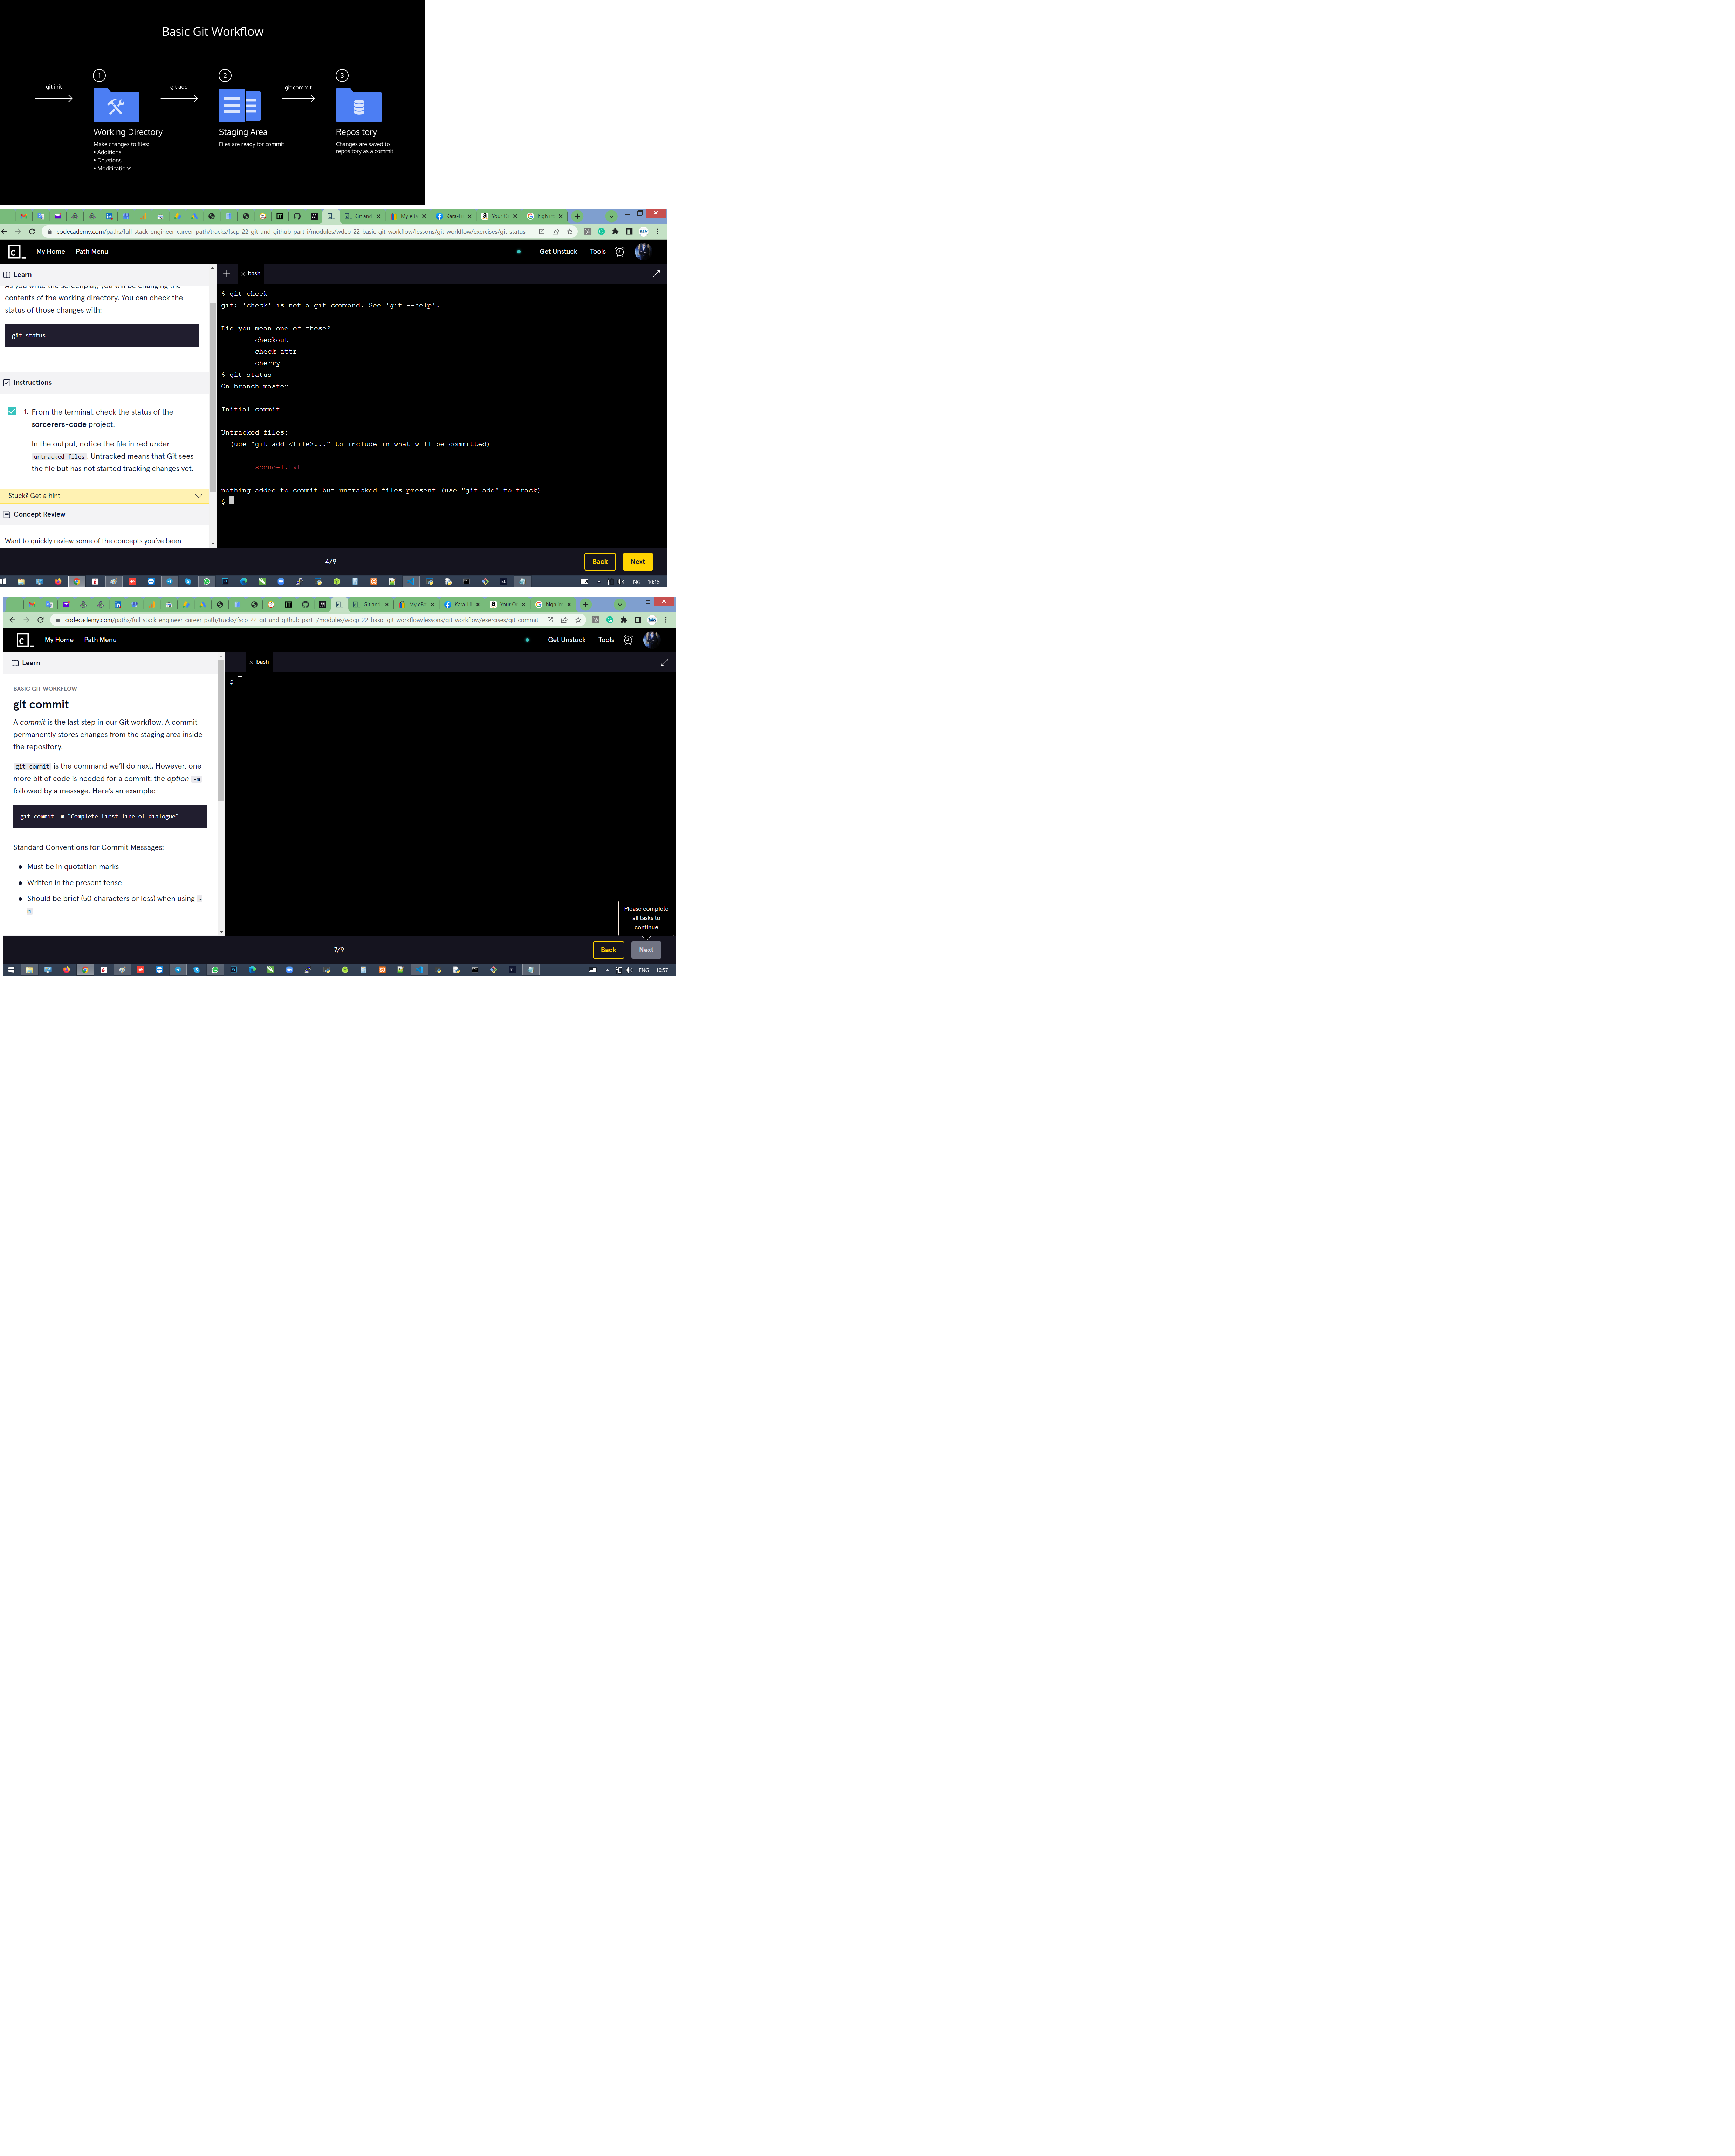 Basic Git Workflow
1
2
3
git init
git add
git commit
Working Directory
Staging Area
Repository
Make changes to files:
• Additions
• Deletions
• Modifications
Files are ready for commit
Changes are saved to
repository as a commit
Git and
My eB
Kara-L
Your O
high in
codecademy.com/paths/full-stack-engineer-career-path/tracks/fscp-22-git-and-github-part-i/modules/wdcp-22-basic-git-workflow/lessons/git-workflow/exercises/git-status
My Home
Path Menu
Get Unstuck
Tools
Learn
bash
As you write the screenplay, you will be changing the
contents of the working directory. You can check the
status of those changes with:
git status
Instructions
1. From the terminal, check the status of the
sorcerers-code project.
In the output, notice the file in red under
untracked files. Untracked means that Git sees
the file but has not started tracking changes yet.
Stuck? Get a hint
Concept Review
Want to quickly review some of the concepts you've been
$ git check
git: 'check' is not a git command. See 'git --help'.
Did you mean one of these?
checkout
check-attr
cherry
$ git status
On branch master
Initial commit
Untracked files:
(use "git add <file>..." to include in what will be committed)
scene-1.txt
nothing added to commit but untracked files present (use "git add" to track)
$
4/9
Back
Next
ENG
10:15
Git and
My eB
Kara-L
Your O
high in
codecademy.com/paths/full-stack-engineer-career-path/tracks/fscp-22-git-and-github-part-i/modules/wdcp-22-basic-git-workflow/lessons/git-workflow/exercises/git-commit
My Home
Path Menu
Get Unstuck
Tools
Learn
bash
BASIC GIT WORKFLOW
git commit
A commit is the last step in our Git workflow. A commit
permanently stores changes from the staging area inside
the repository.
git commit is the command we'll do next. However, one
more bit of code is needed for a commit: the option -m
followed by a message. Here's an example:
git commit -m "Complete first line of dialogue"
Standard Conventions for Commit Messages:
• Must be in quotation marks
• Written in the present tense
• Should be brief (50 characters or less) when using -
m
$
Please complete
all tasks to
continue
7/9
Back
Next
ENG
10:57